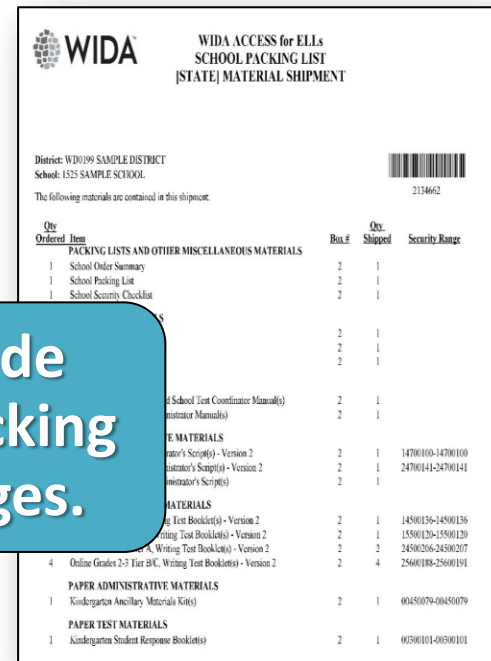 WIDA
WIDA ACCESS for ELLs
SCHOOL PACKING LIST
[STATE] MATERIAL SHIPMENT
District: WD0199 SAMPLE DISTRICT
School: 1525 SAMPLE SCHOOL
The following materials are contained in this shipment.
2134662
Qty Ordered Item Box # Qty Shipped Security Range
PACKING LISTS AND OTHER MISCELLANEOUS MATERIALS
1 School Order Summary 2 1
1 School Packing List 2 1
1 School Security Checklist 2 1
S
2 1
2 1
2 1
d School Test Coordinator Manual(s) 2 1
nistrator Manual(s) 2 1
E MATERIALS
rator's Script(s) - Version 2 2 1 14700100-14700100
istrator's Script(s) - Version 2 2 1 24700141-24700141
inistrator's Script(s) 2 1
MATERIALS
ng Test Booklet(s) - Version 2 2 1 14500136-14500136
riting Test Booklet(s) - Version 2 2 1 15500120-15500120
r A, Writing Test Booklet(s) - Version 2 2 2 24500206-24500207
4 Online Grades 2-3 Tier B/C, Writing Test Booklet(s) - Version 2 2 4 25600188-25600191
PAPER ADMINISTRATIVE MATERIALS
1 Kindergarten Ancillary Materials Kit(s) 2 1 00450079-00450079
PAPER TEST MATERIALS
1 Kindergarten Student Response Booklet(s) 2 1 00300101-00300101
de
cking
ges.